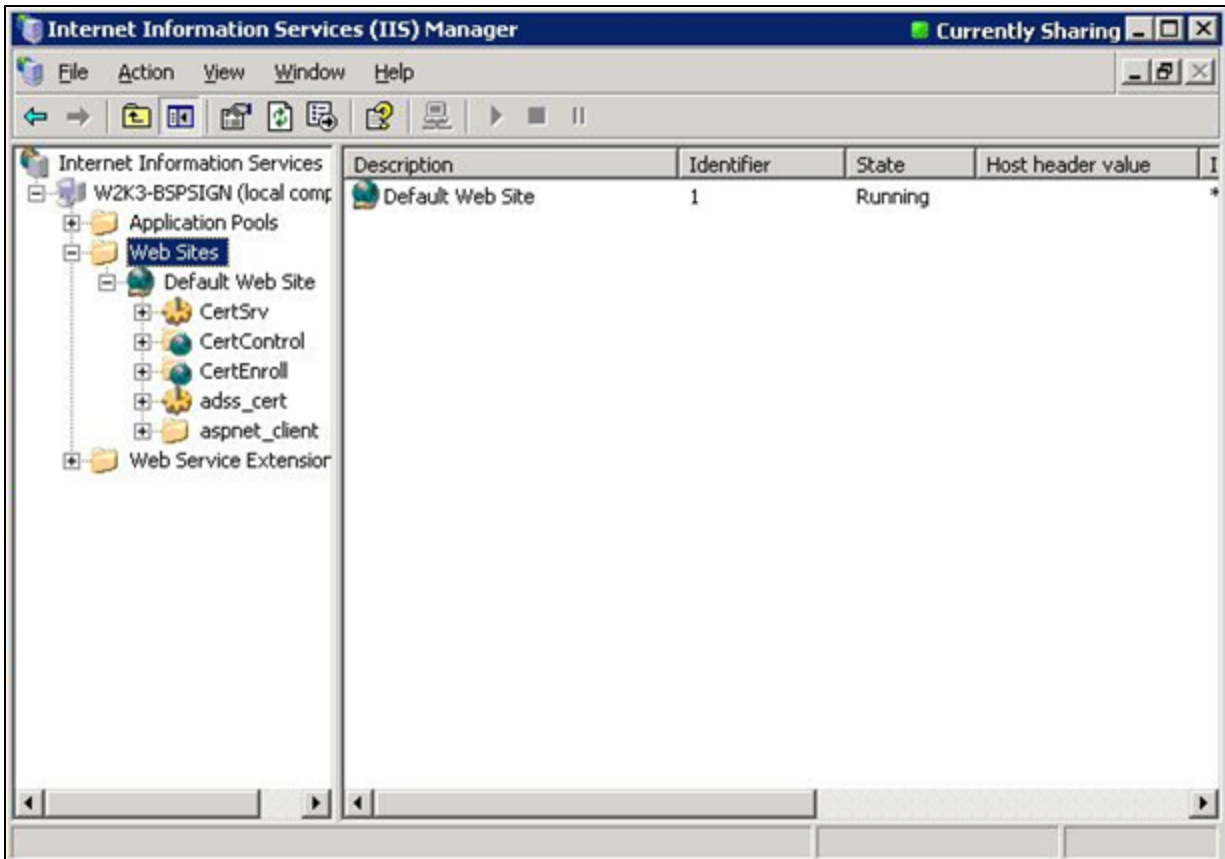 Internet Information Services (IIS) Manager Currently Sharing
File Action View Window Help
Internet Information Services
W2K3-BSPSIGN (local comp
Application Pools
Web Sites
Default Web Site
CertSrv
CertControl
CertEnroll
adss_cert
aspnet_client
Web Service Extension
Description Identifier State Host header value I
Default Web Site 1 Running *